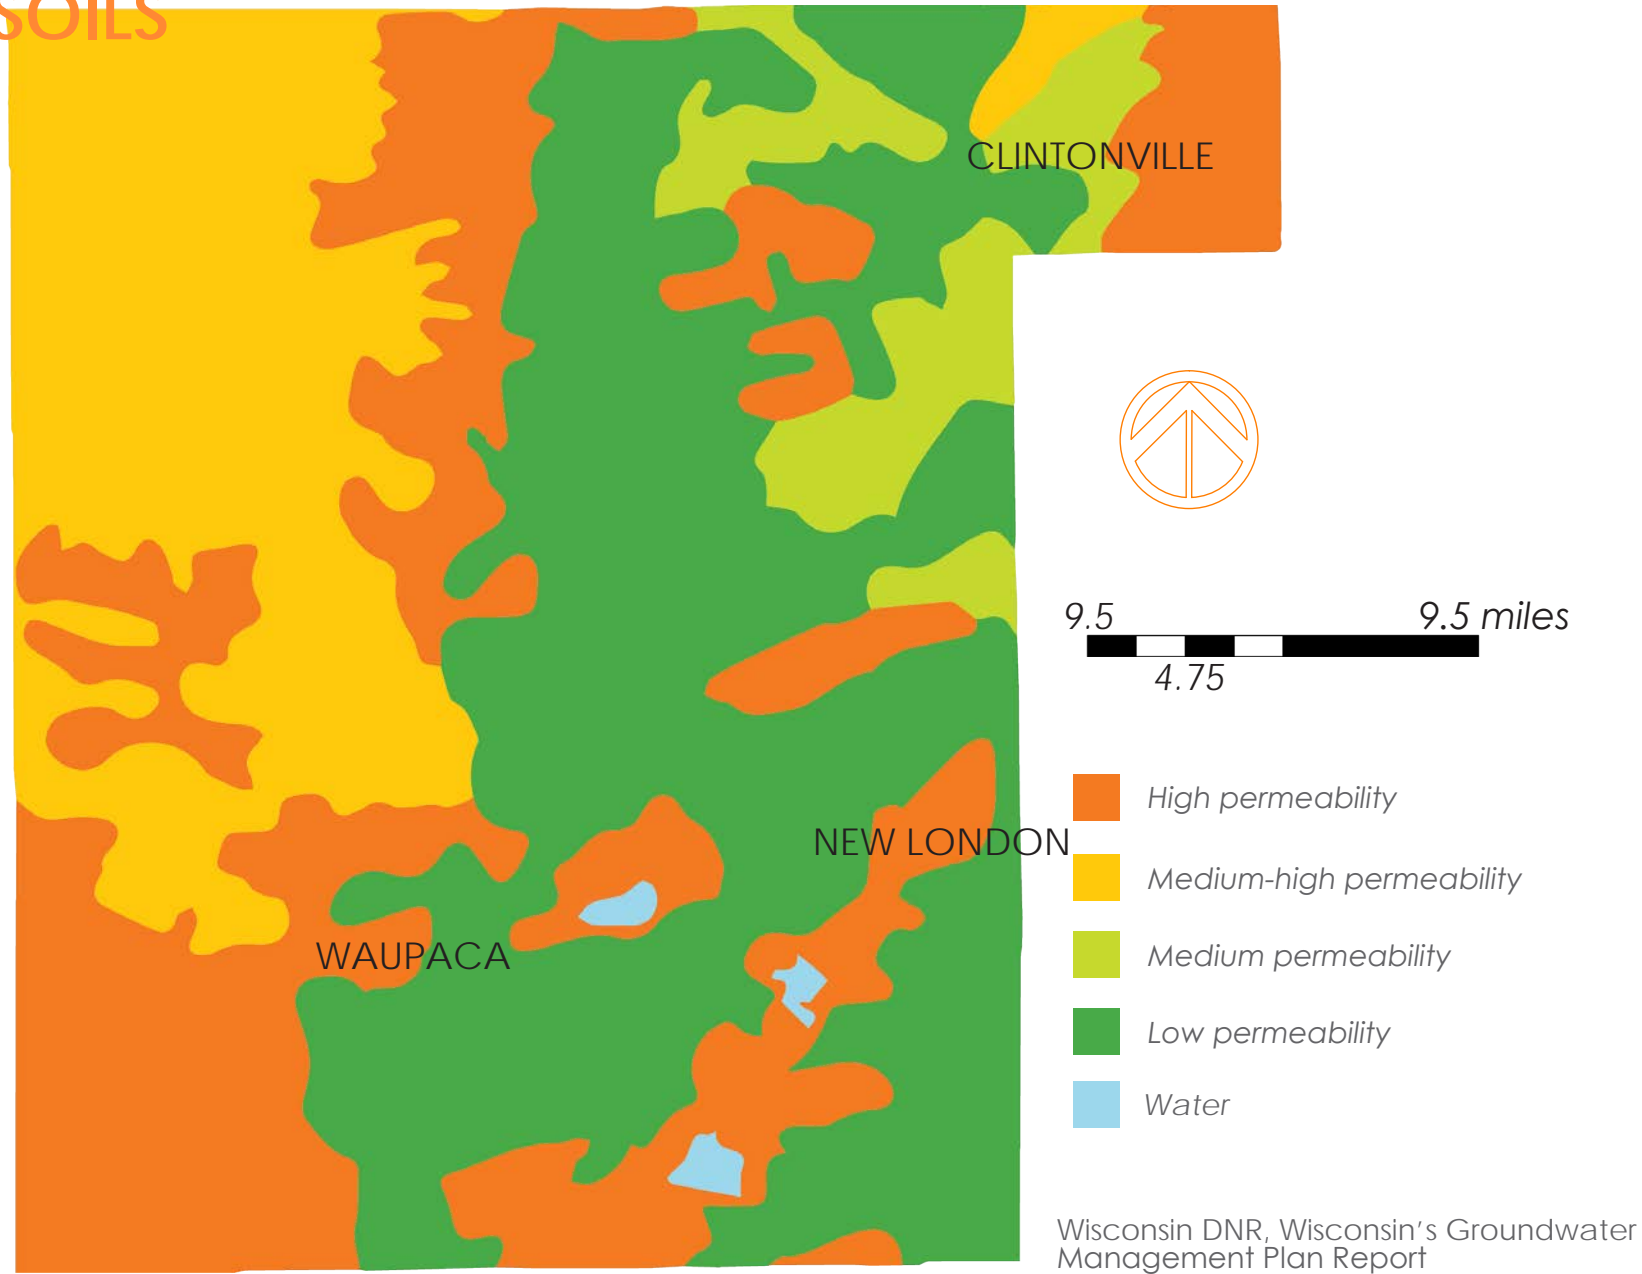 SOILS
CLINTONVILLE
9.5 9.5 miles
4.75
High permeability
NEW LONDON
Medium-high permeability
WAUPACA
Medium permeability
Low permeability
Water
Wisconsin DNR, Wisconsin's Groundwater
Management Plan Report